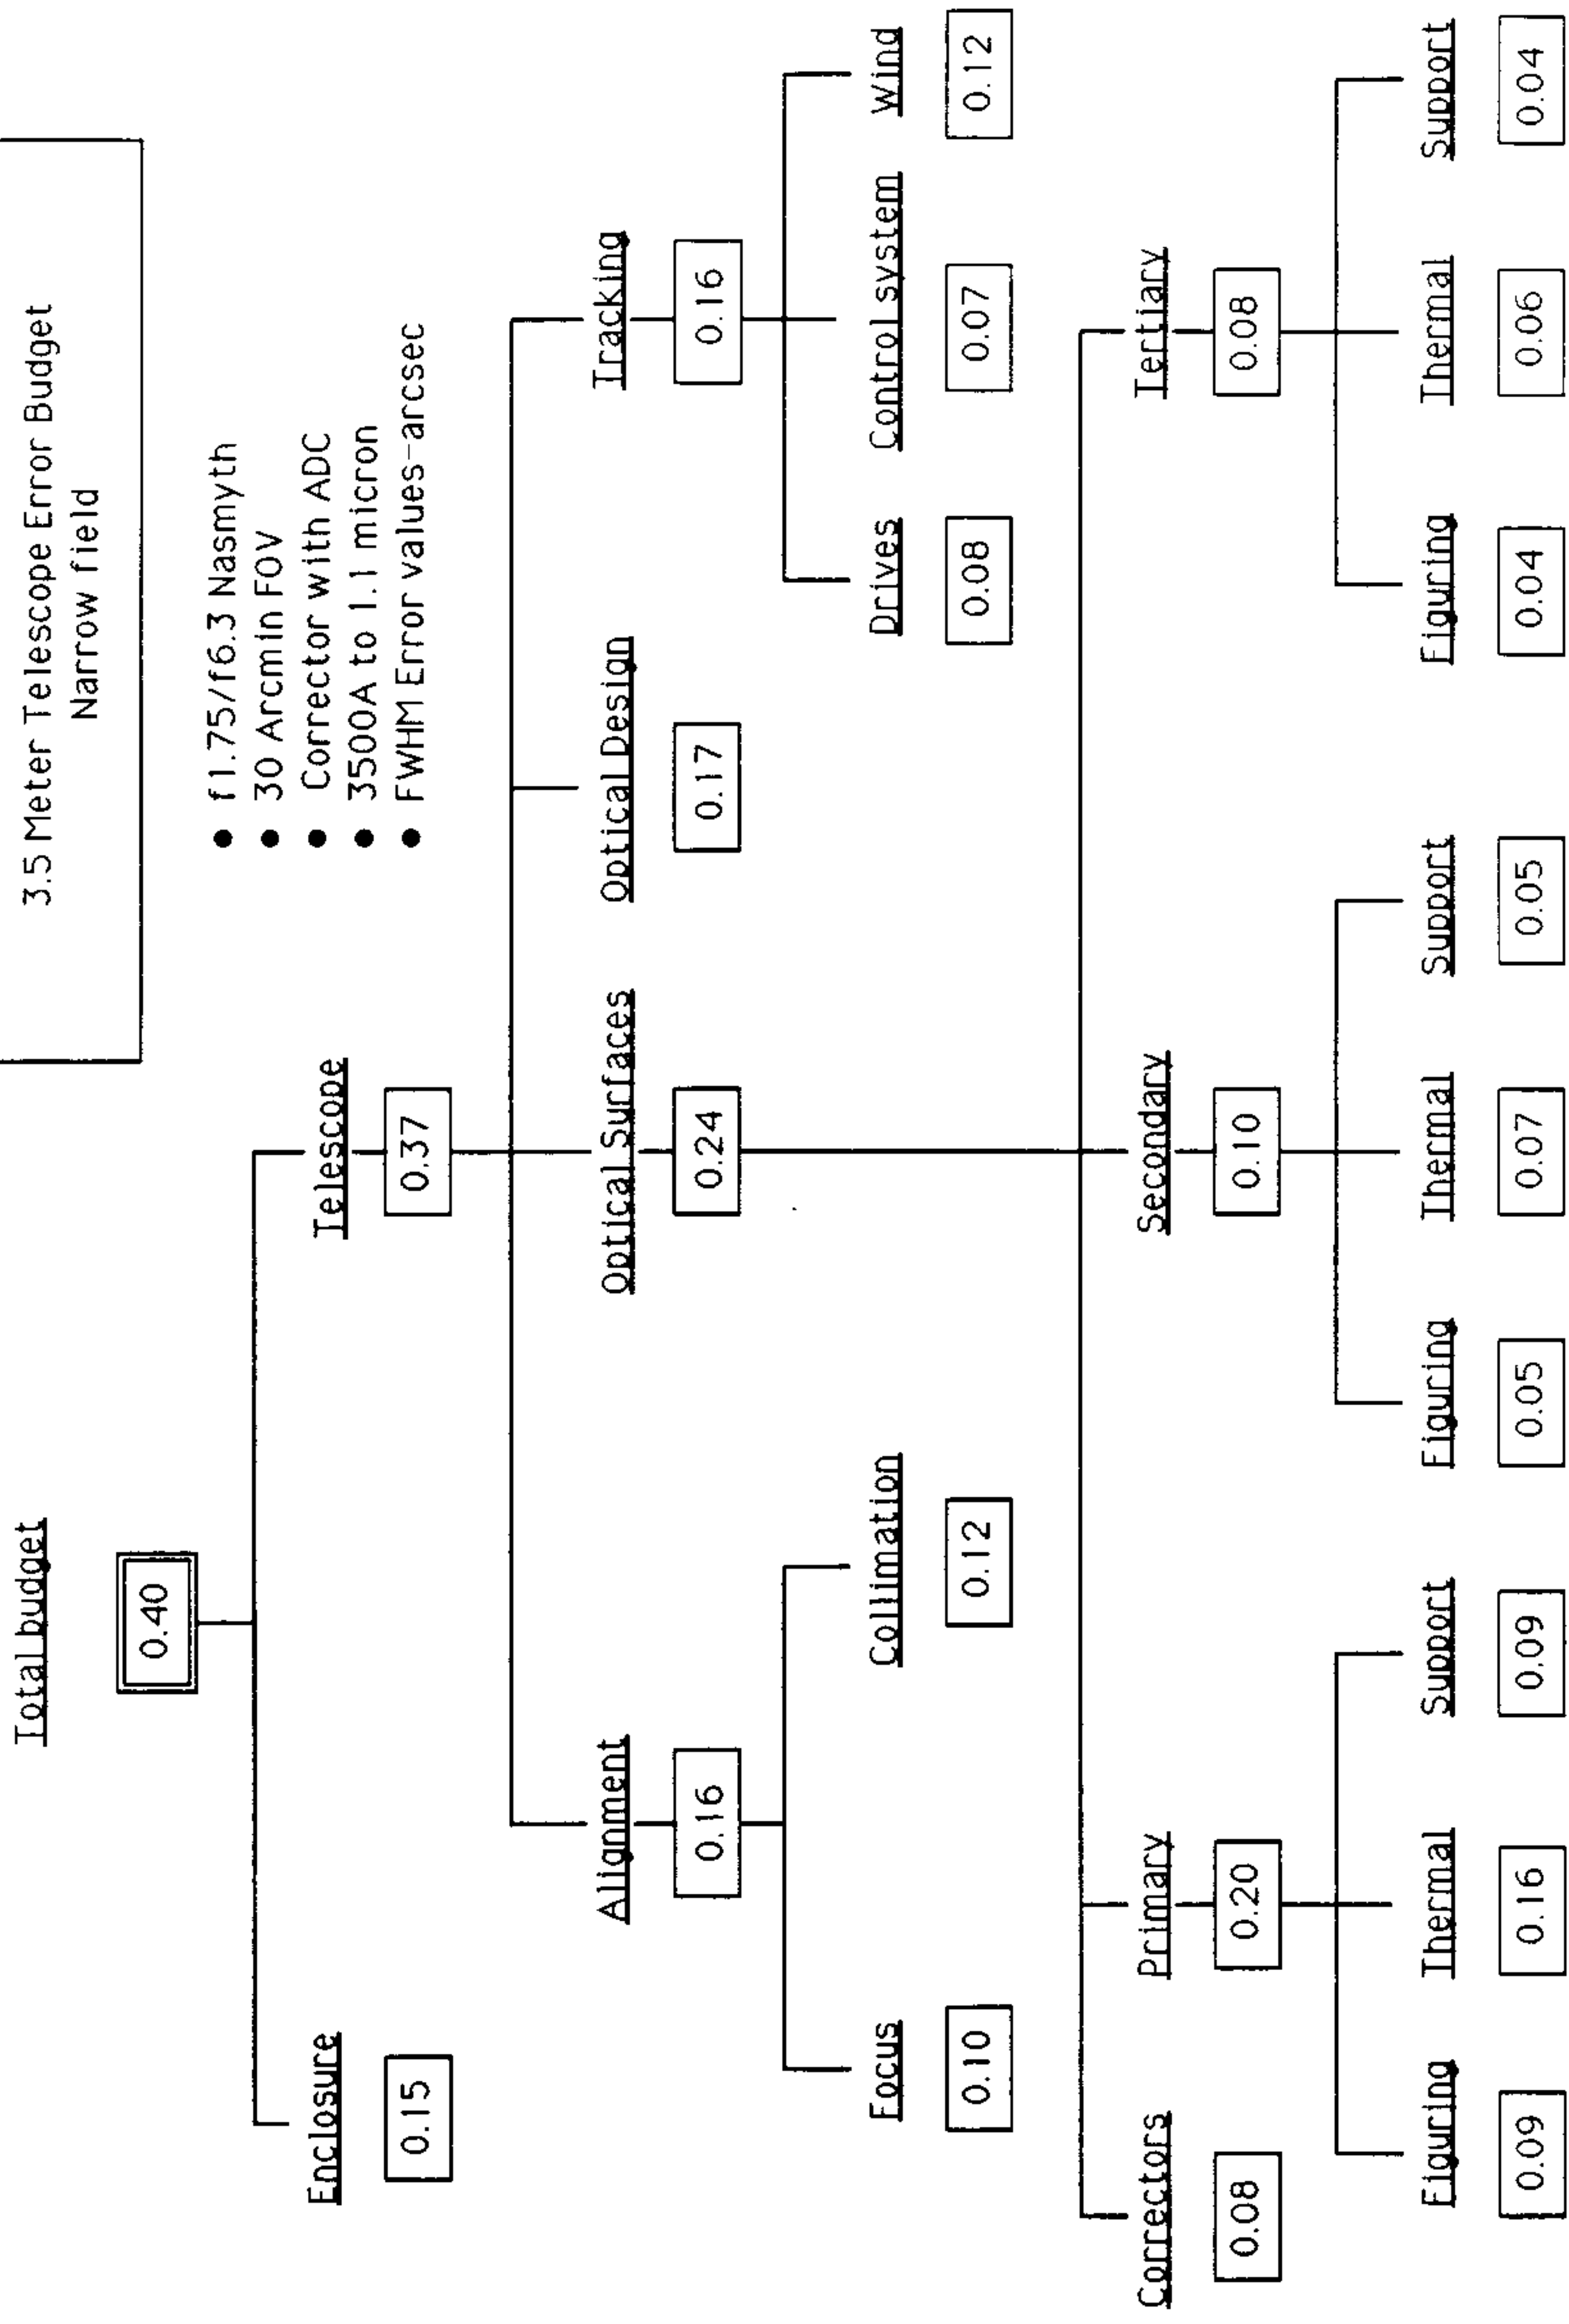 3.5 Meter Telescope Error Budget
Narrow field
• f1.75/f6.3 Nasmyth
• 30 Arcmin FOV
• Corrector with ADC
• 3500A to 1.1 micron
• FWHM Error values-arcsec
Total budget
0.40
Enclosure
0.15
Telescope
0.37
Alignment
0.16
Optical Surfaces
0.24
Optical Design
0.17
Tracking
0.16
Focus
0.10
Collimation
0.12
Drives
0.08
Control system
0.07
Wind
0.12
Correctors
0.08
Primary
0.20
Secondary
0.10
Tertiary
0.08
Figuring
0.09
Thermal
0.16
Support
0.09
Figuring
0.05
Thermal
0.07
Support
0.05
Figuring
0.04
Thermal
0.06
Support
0.04